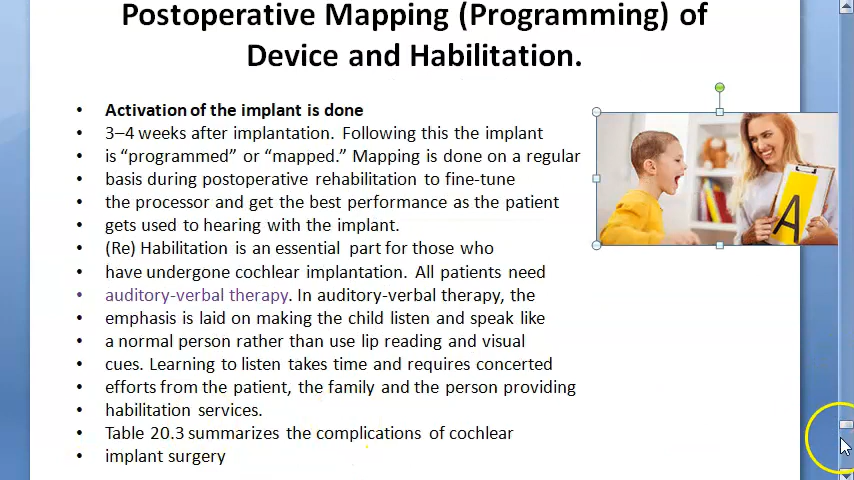 Postoperative Mapping (Programming) of
Device and Habilitation.
• Activation of the implant is done
• 3–4 weeks after implantation. Following this the implant
• is “programmed” or “mapped.” Mapping is done on a regular
• basis during postoperative rehabilitation to fine-tune
• the processor and get the best performance as the patient
• gets used to hearing with the implant.
• (Re) Habilitation is an essential part for those who
• have undergone cochlear implantation. All patients need
• auditory-verbal therapy. In auditory-verbal therapy, the
• emphasis is laid on making the child listen and speak like
• a normal person rather than use lip reading and visual
• cues. Learning to listen takes time and requires concerted
• efforts from the patient, the family and the person providing
• habilitation services.
• Table 20.3 summarizes the complications of cochlear
• implant surgery
A